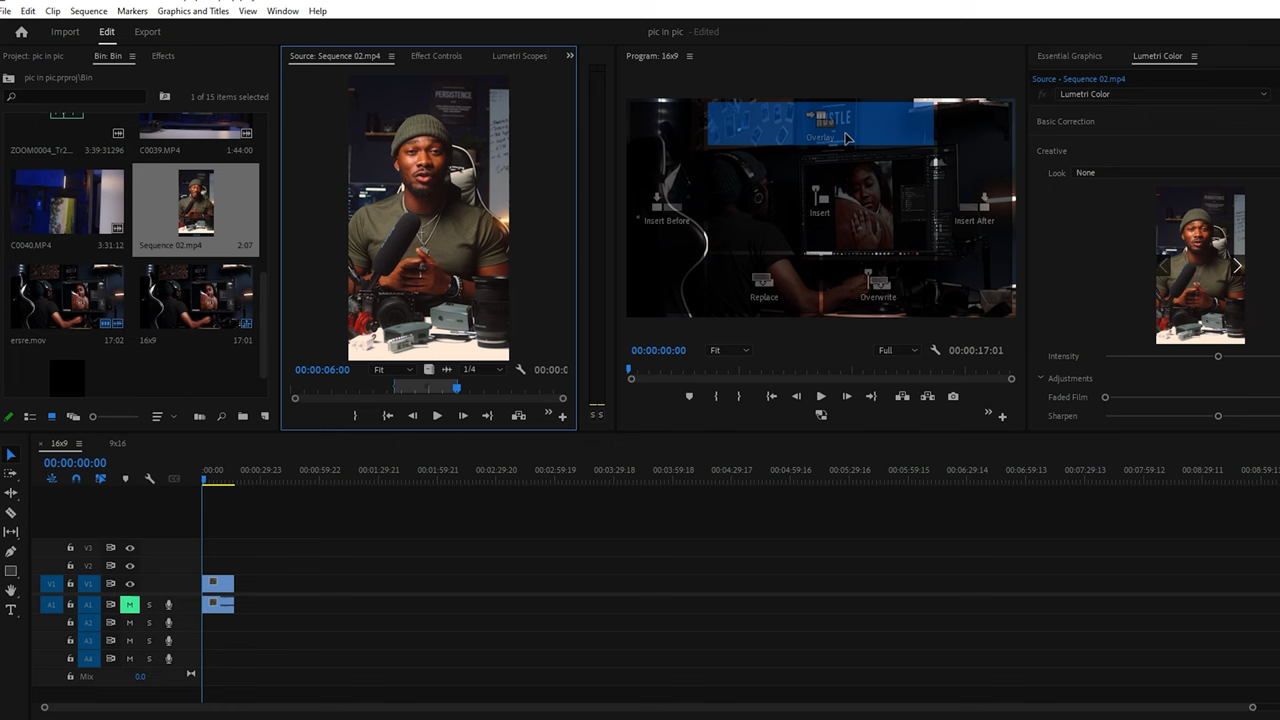 File Edit Clip Sequence Markers Graphics and Titles View Window Help
Import Edit Export
pic in pic - Edited
Project: pic in pic Bin: Bin Effects
pic in pic.prproj\Bin
1 of 15 items selected
ZOOM0004_Tr2... 3:39:31296
C0039.MP4 1:44:00
C0040.MP4 3:31:12
Sequence 02.mp4 2:07
ersre.mov 17:02
16x9 17:01
Source: Sequence 02.mp4 Effect Controls Lumetri Scopes
PERSISTENCE
00:00:06:00 Fit 1/4 00:00:0
S S
Program: 16x9
Overlay
Insert Before
Insert
Insert After
Replace
Overwrite
00:00:00:00 Fit Full 00:00:17:01
Essential Graphics Lumetri Color
Source - Sequence 02.mp4
fx Lumetri Color
Basic Correction
Creative
Look None
Intensity
Adjustments
Faded Film
Sharpen
16x9 9x16
00:00:00:00
:00:00 00:00:29:23 00:00:59:22 00:01:29:21 00:01:59:21 00:02:29:20 00:02:59:19 00:03:29:18 00:03:59:18 00:04:29:17 00:04:59:16 00:05:29:16 00:05:59:15 00:06:29:14 00:06:59:13 00:07:29:13 00:07:59:12 00:08:29:11 00:08:59:11
V3
V2
V1 V1
A1 A1 M S
A2 M S
A3 M S
A4 M S
Mix 0.0
T